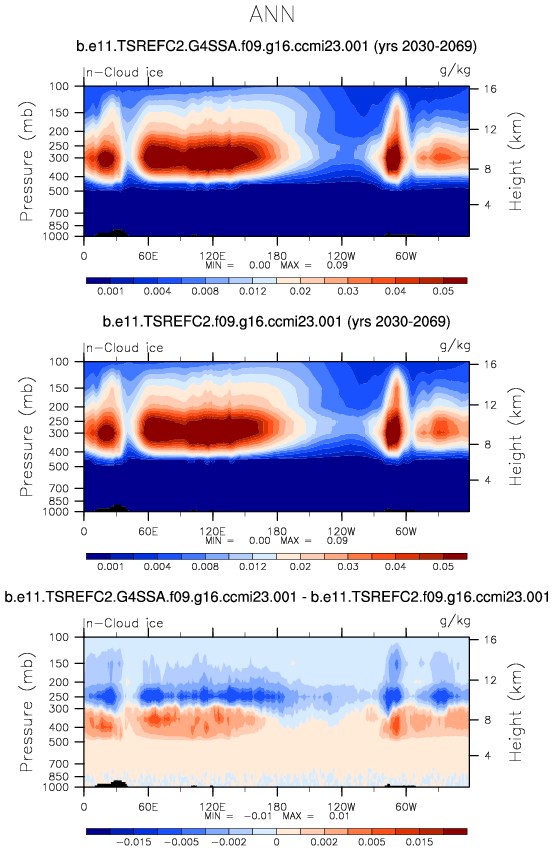 ANN
b.e11.TSREFC2.G4SSA.f09.g16.ccmi23.001 (yrs 2030-2069)
n-Cloud ice g/kg
Pressure (mb)
100
150
200
250
300
400
500
700
850
1000
16
12
8
4
Height (km)
0 60E 120E 180 120W 60W
MIN = 0.00 MAX = 0.09
0.001 0.004 0.008 0.012 0.02 0.03 0.04 0.05
b.e11.TSREFC2.f09.g16.ccmi23.001 (yrs 2030-2069)
n-Cloud ice g/kg
Pressure (mb)
100
150
200
250
300
400
500
700
850
1000
16
12
8
4
Height (km)
0 60E 120E 180 120W 60W
MIN = 0.00 MAX = 0.09
0.001 0.004 0.008 0.012 0.02 0.03 0.04 0.05
b.e11.TSREFC2.G4SSA.f09.g16.ccmi23.001 - b.e11.TSREFC2.f09.g16.ccmi23.001
n-Cloud ice g/kg
Pressure (mb)
100
150
200
250
300
400
500
700
850
1000
16
12
8
4
Height (km)
0 60E 120E 180 120W 60W
MIN = -0.01 MAX = 0.01
-0.015 -0.005 -0.002 0 0.002 0.005 0.015